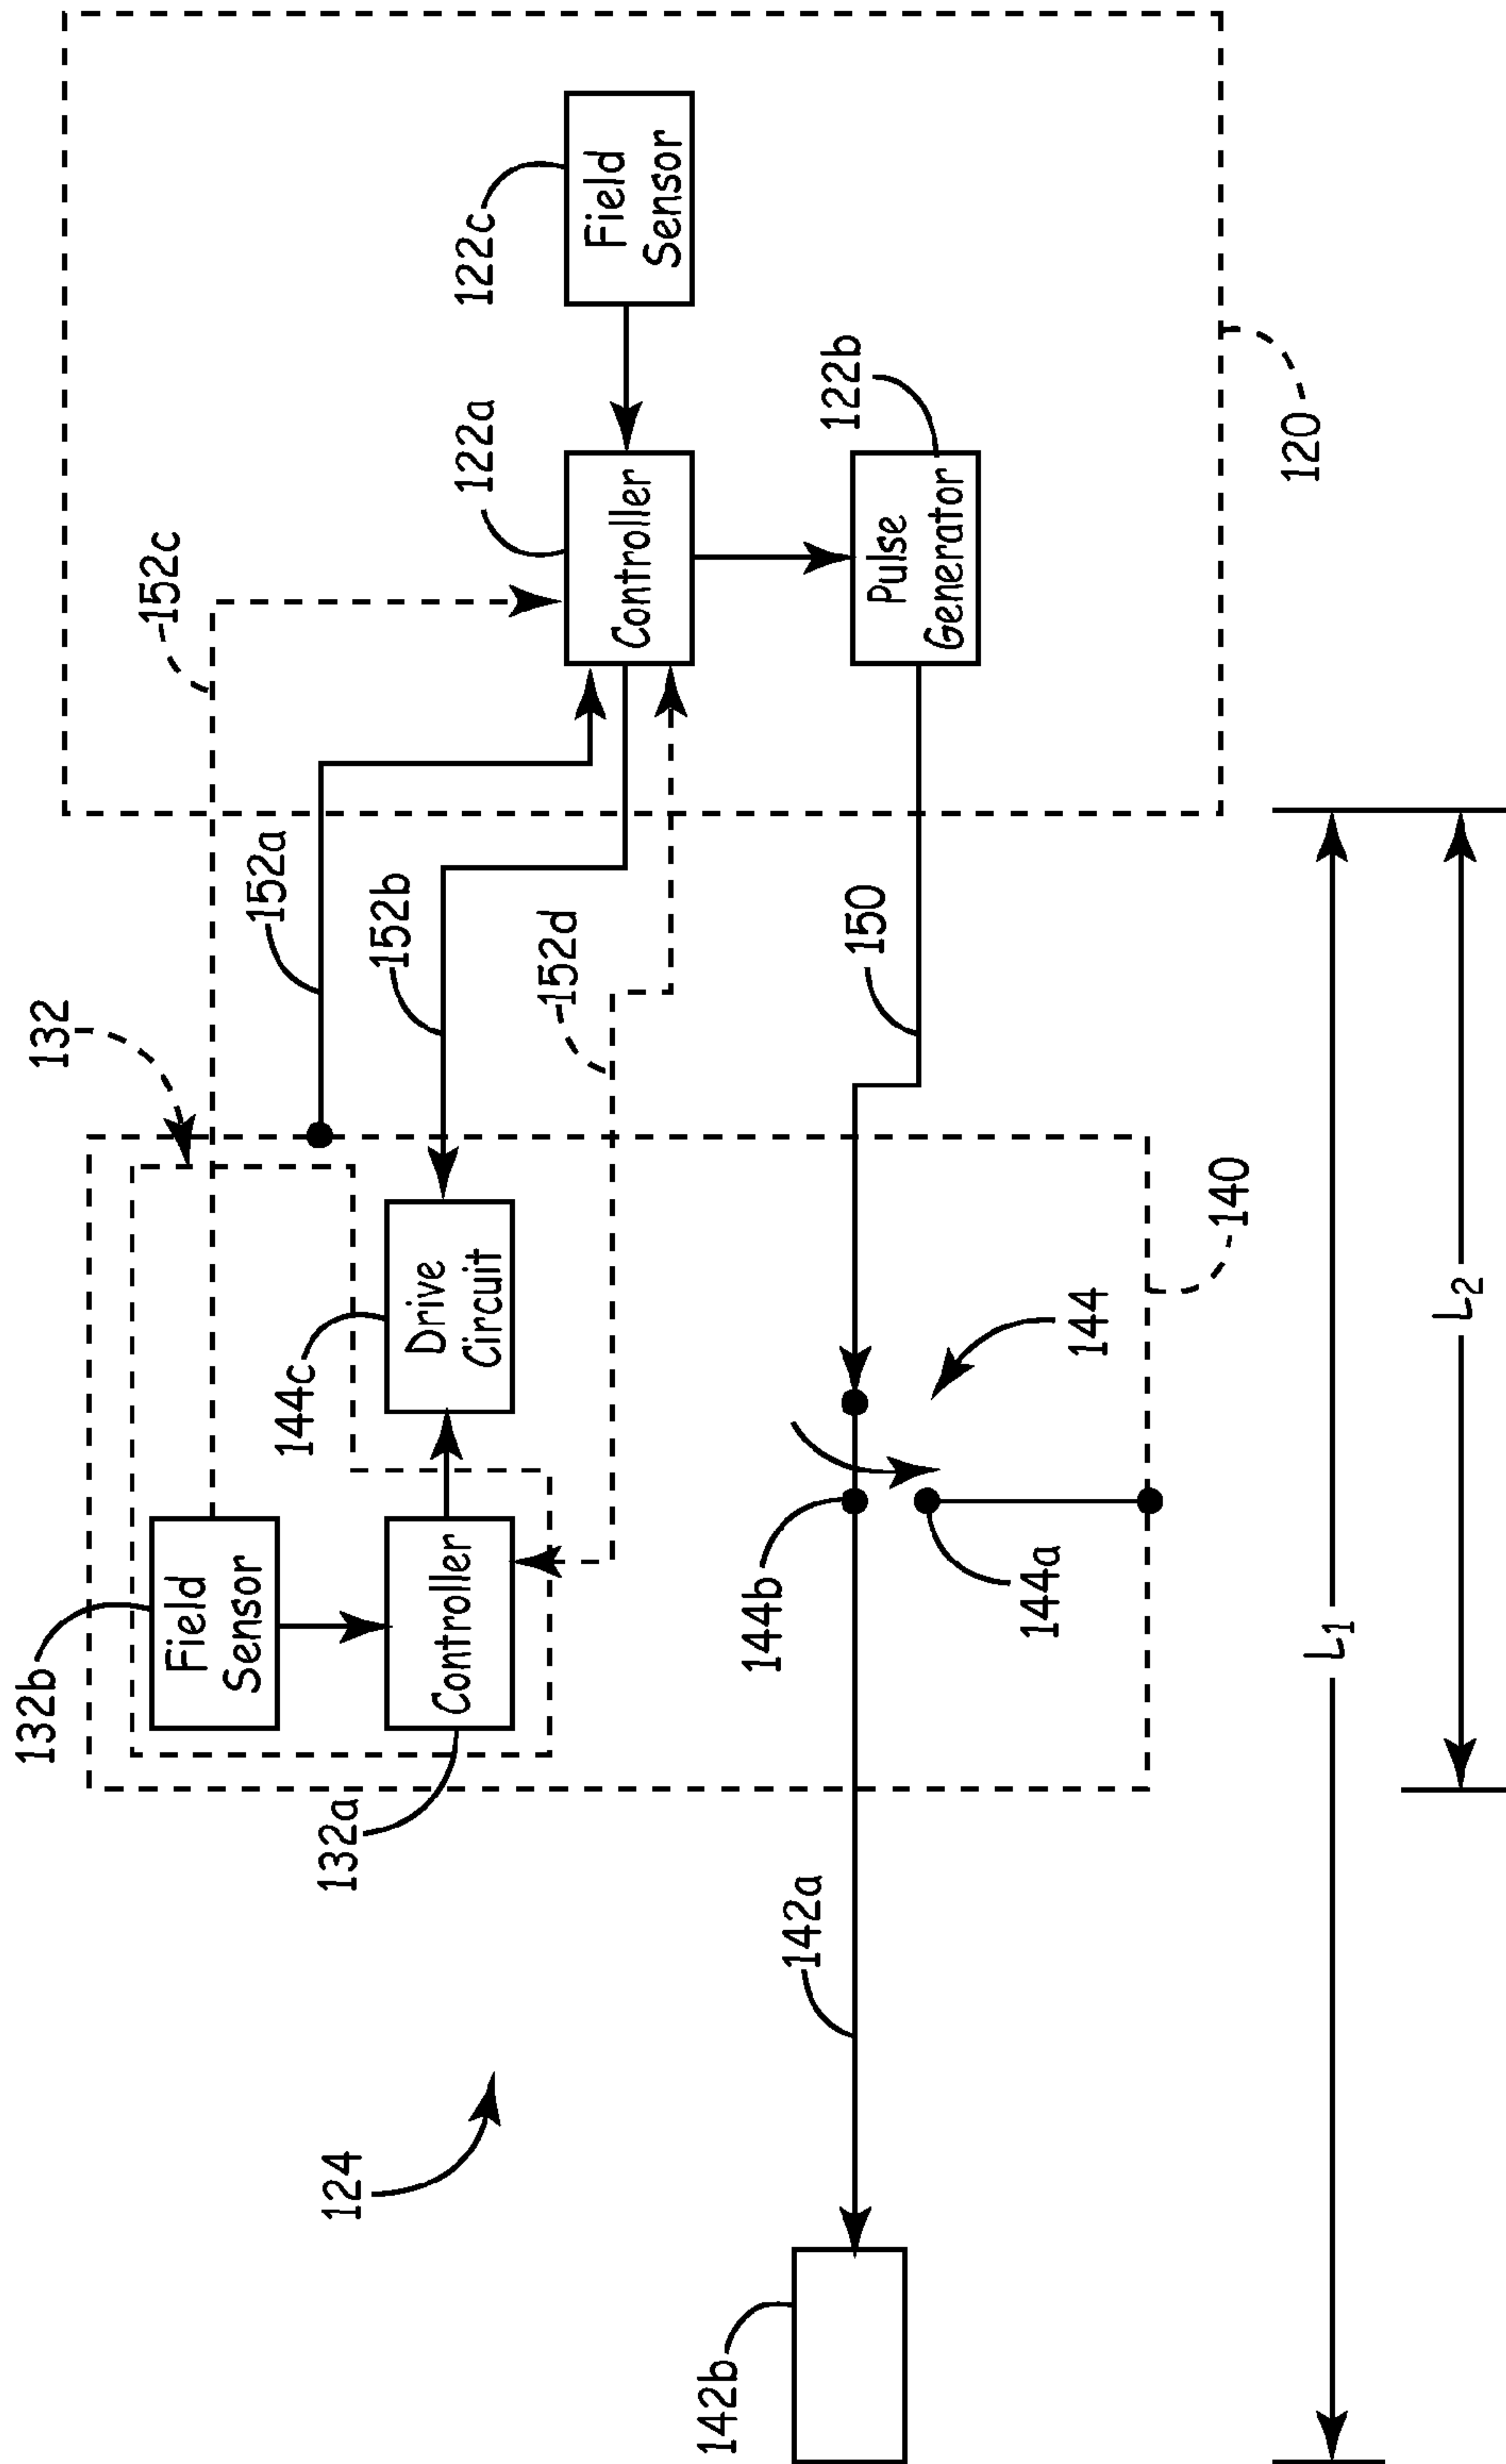 132
152c
152a
152b
152d
150
122a
122c
122b
120
Field
Sensor
Controller
Pulse
Generator
132b
Field
Sensor
132a
Controller
144c
Drive
Circuit
144b
144a
144
140
124
142a
142b
L1
L2